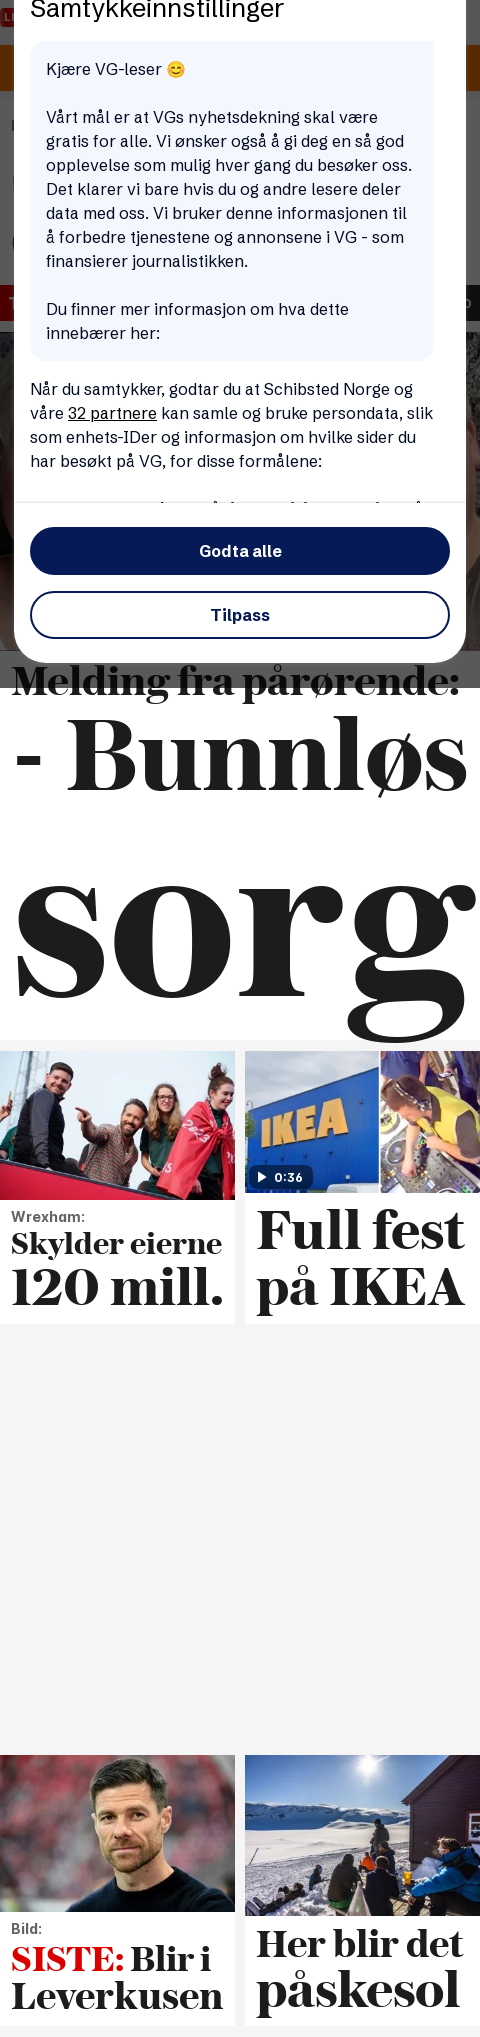 Samtykkeinnstillinger
Kjære VG-leser 😊
Vårt mål er at VGs nyhetsdekning skal være
gratis for alle. Vi ønsker også å gi deg en så god
opplevelse som mulig hver gang du besøker oss.
Det klarer vi bare hvis du og andre lesere deler
data med oss. Vi bruker denne informasjonen til
å forbedre tjenestene og annonsene i VG - som
finansierer journalistikken.
Du finner mer informasjon om hva dette
innebærer her:
Når du samtykker, godtar du at Schibsted Norge og
våre 32 partnere kan samle og bruke persondata, slik
som enhets-IDer og informasjon om hvilke sider du
har besøkt på VG, for disse formålene:
Godta alle
Tilpass
Melding fra pårørende:
- Bunnløs
sorg
IKEA
0:36
Wrexham:
Skylder eierne
120 mill.
Full fest
på IKEA
Bild:
SISTE: Blir i
Leverkusen
Her blir det
påskesol